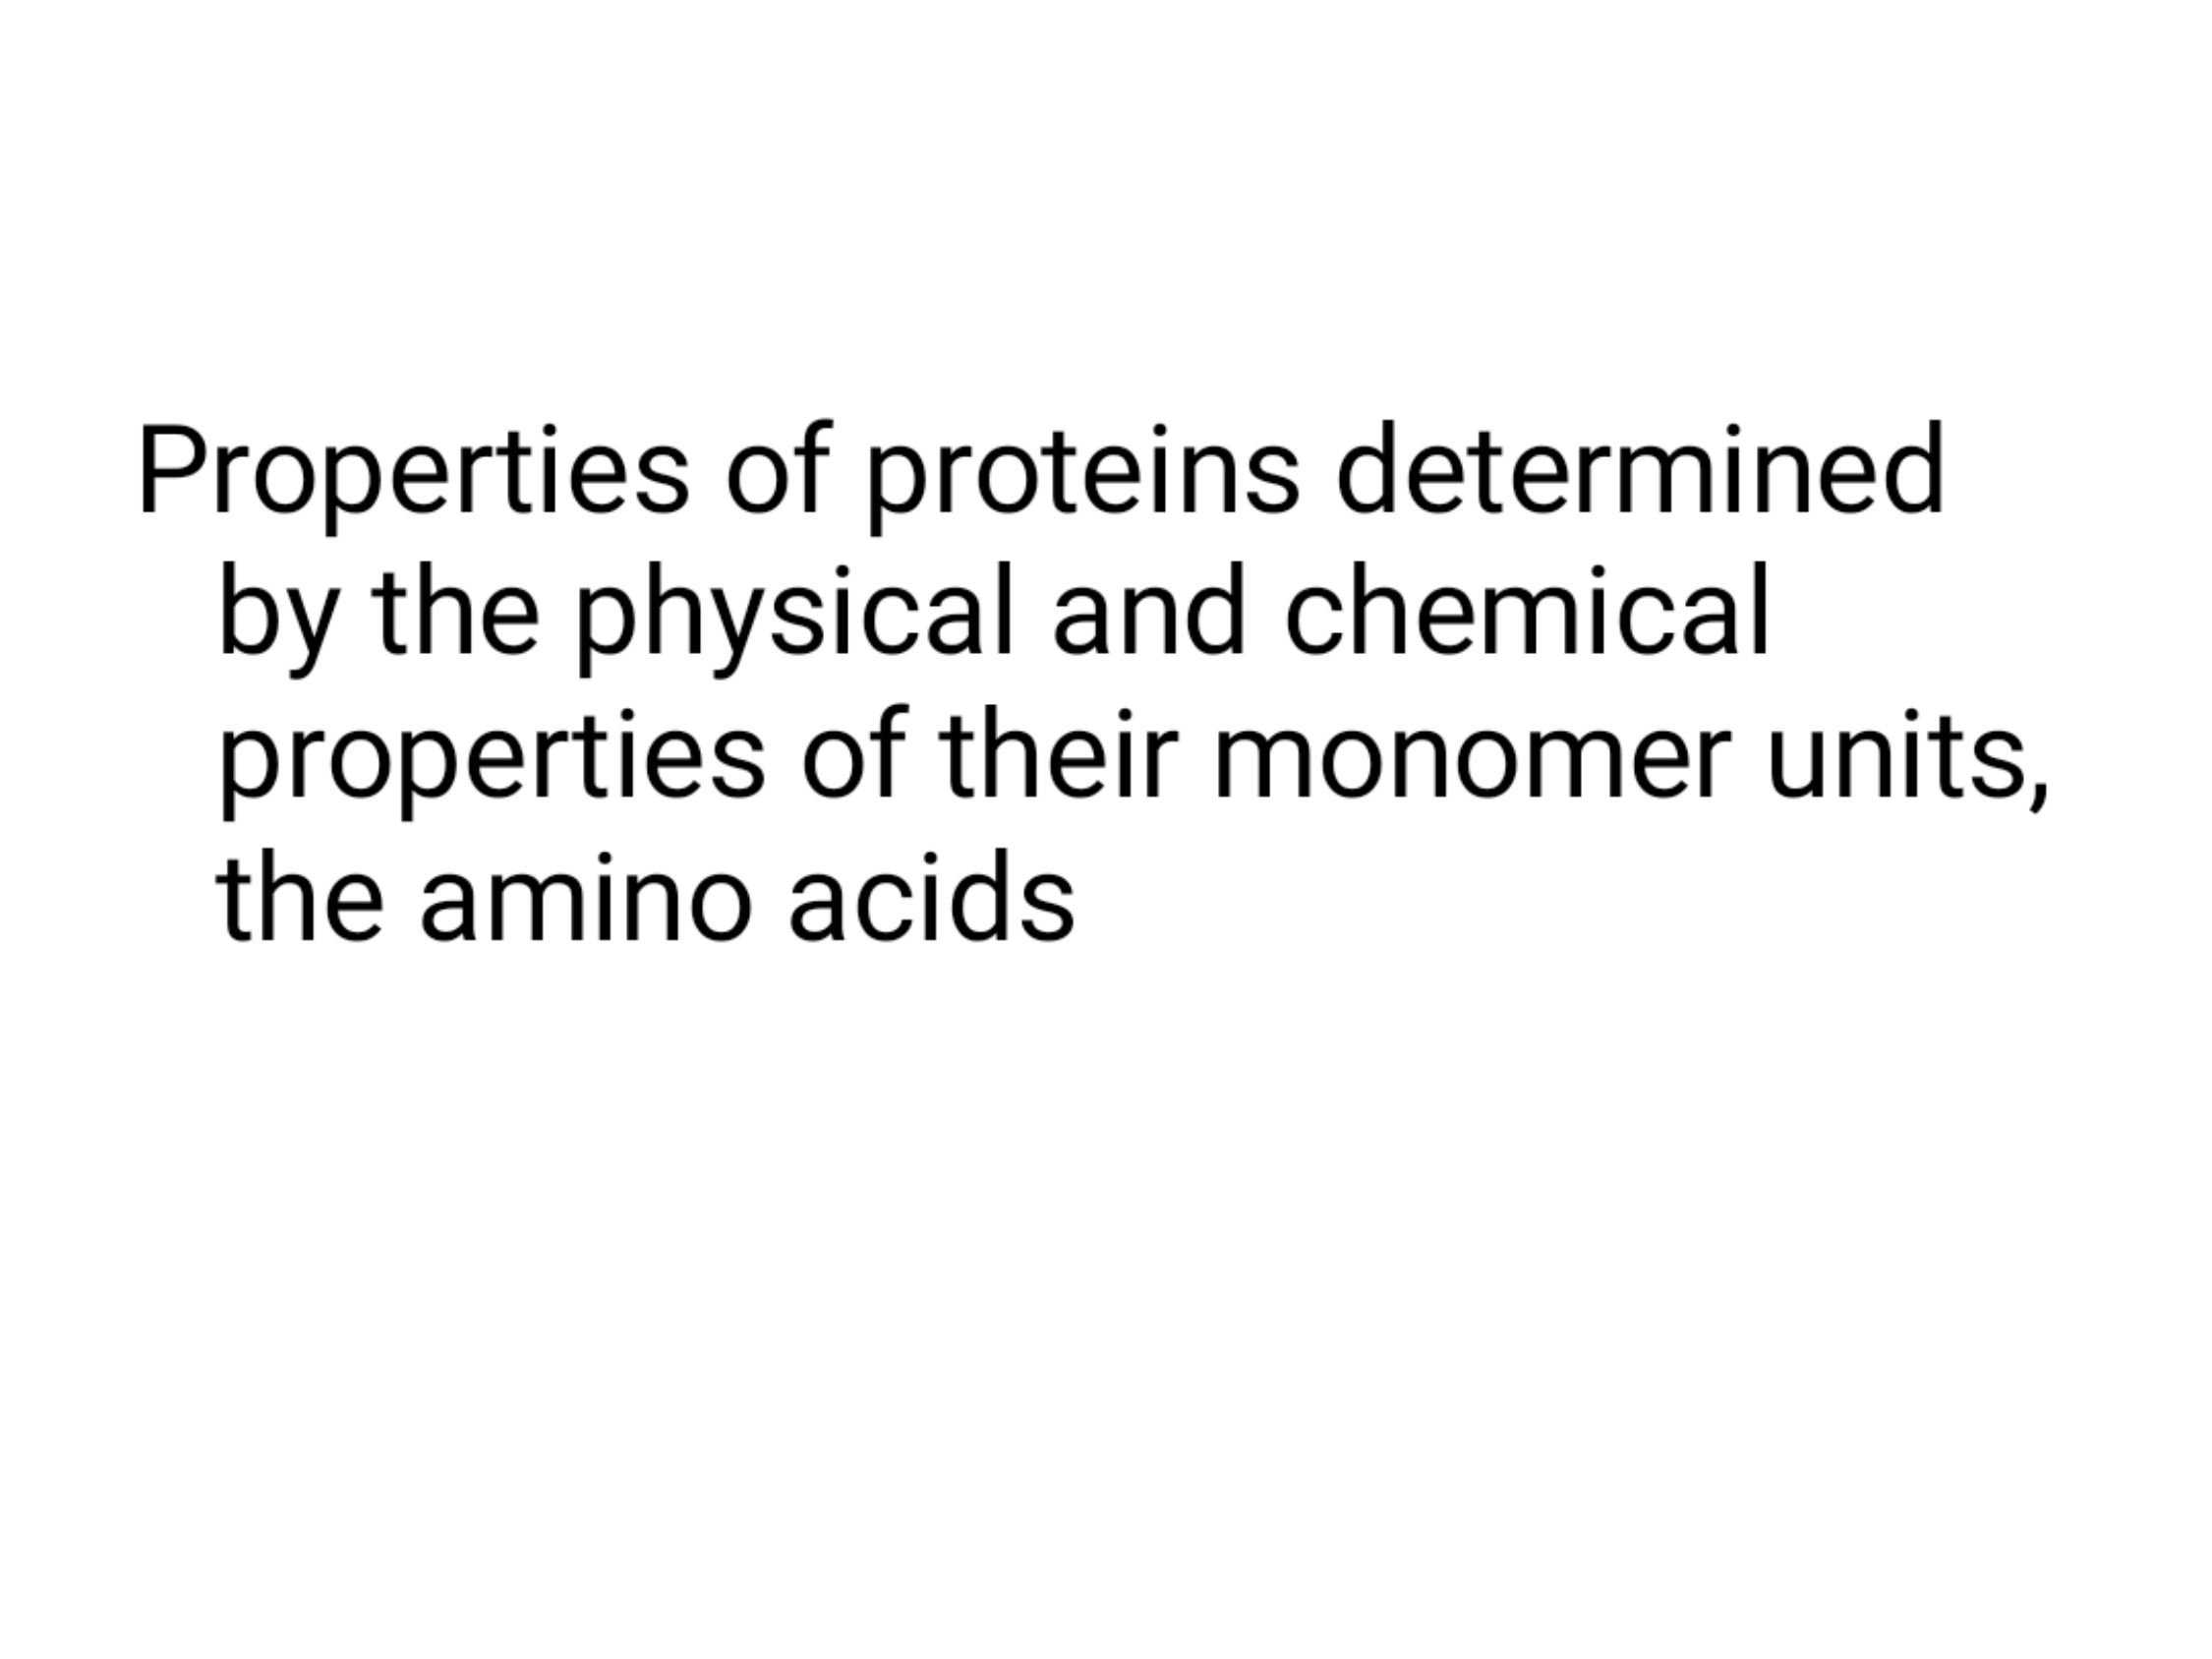 Properties of proteins determined
by the physical and chemical
properties of their monomer units,
the amino acids